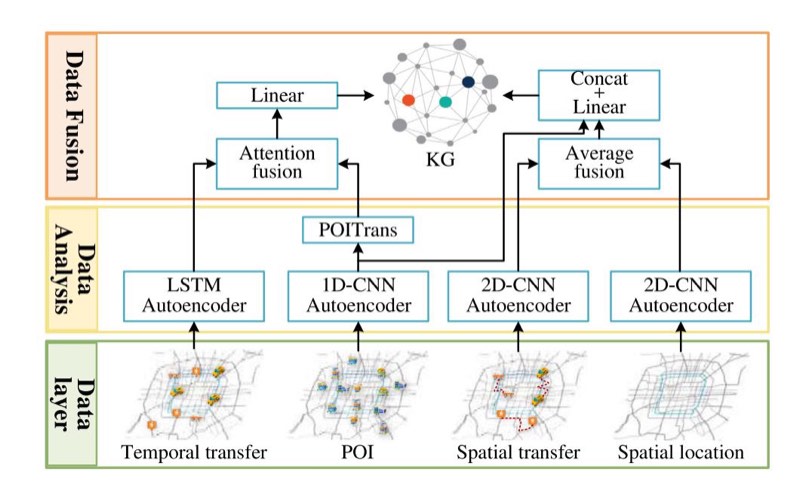 Data Fusion
Linear
Concat
+
Linear
KG
Attention
fusion
Average
fusion
Data
Analysis
POITrans
LSTM
Autoencoder
1D-CNN
Autoencoder
2D-CNN
Autoencoder
2D-CNN
Autoencoder
Data
layer
Temporal transfer
POI
Spatial transfer
Spatial location